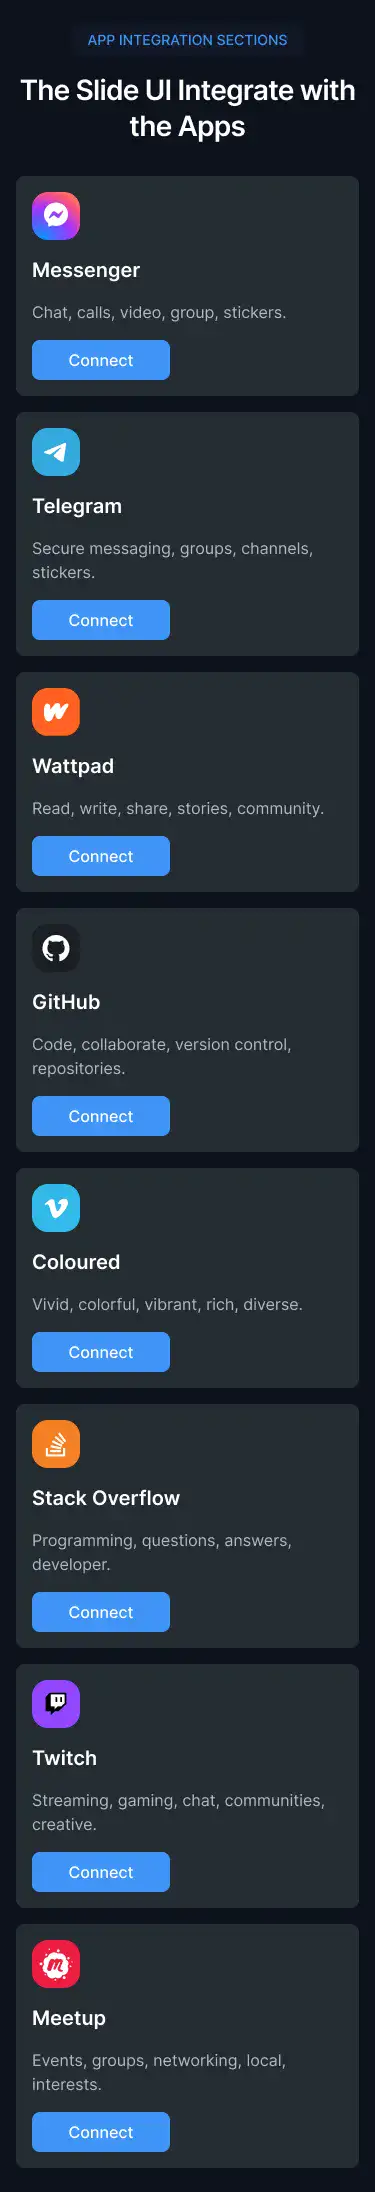 APP INTEGRATION SECTIONS
The Slide UI Integrate with
the Apps
Messenger
Chat, calls, video, group, stickers.
Connect
Telegram
Secure messaging, groups, channels,
stickers.
Connect
Wattpad
Read, write, share, stories, community.
Connect
GitHub
Code, collaborate, version control,
repositories.
Connect
Coloured
Vivid, colorful, vibrant, rich, diverse.
Connect
Stack Overflow
Programming, questions, answers,
developer.
Connect
Twitch
Streaming, gaming, chat, communities,
creative.
Connect
Meetup
Events, groups, networking, local,
interests.
Connect